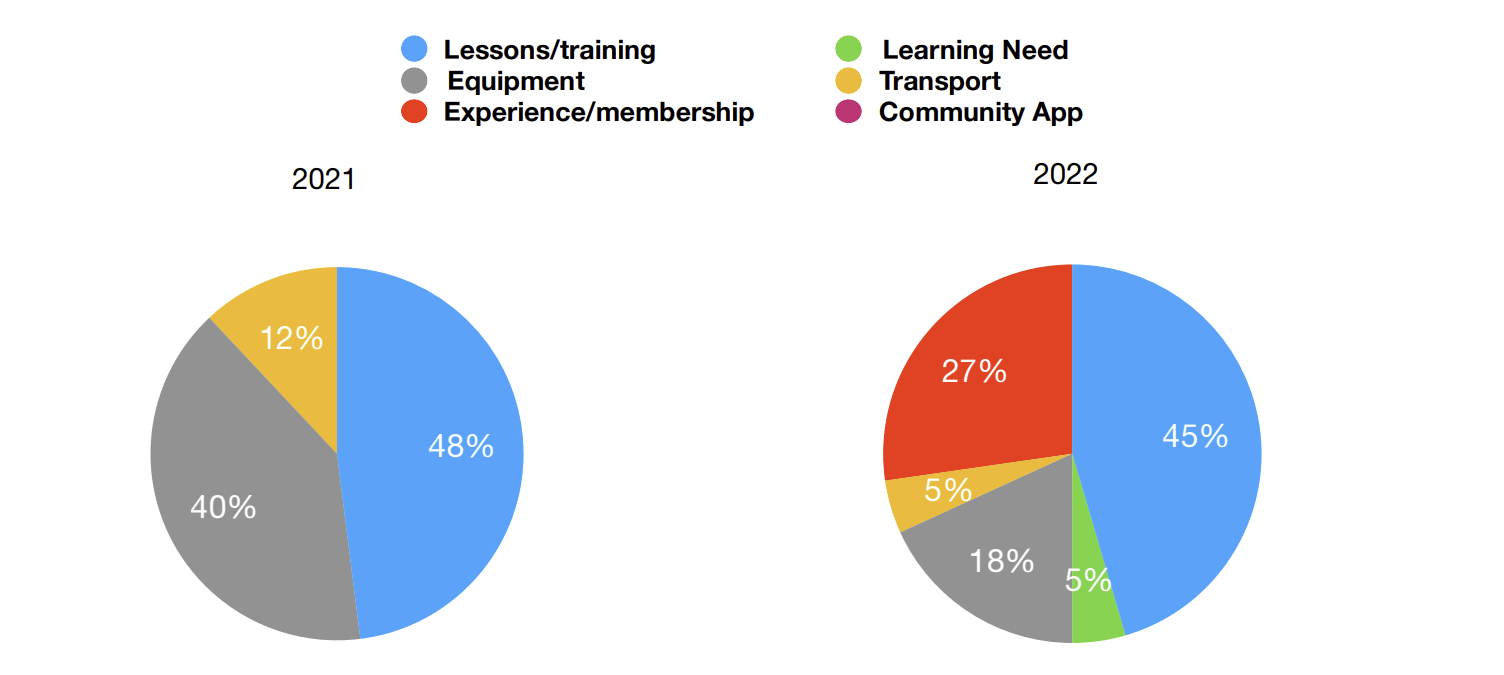 Lessons/training
Equipment
Experience/membership
Learning Need
Transport
Community App
2021
12%
48%
40%
2022
27%
45%
5%
18%
5%